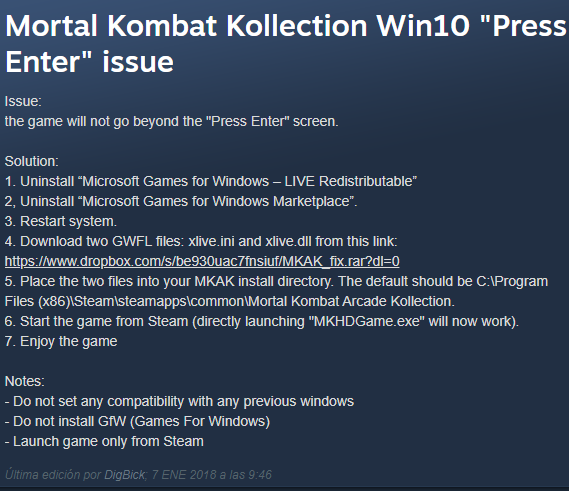 Mortal Kombat Kollection Win10 "Press
Enter" issue
Issue:
the game will not go beyond the "Press Enter" screen.
Solution:
1. Uninstall “Microsoft Games for Windows – LIVE Redistributable”
2, Uninstall “Microsoft Games for Windows Marketplace”.
3. Restart system.
4. Download two GWFL files: xlive.ini and xlive.dll from this link:
https://www.dropbox.com/s/be930uac7fnsiuf/MKAK_fix.rar?dl=0
5. Place the two files into your MKAK install directory. The default should be C:\Program
Files (x86)\Steam\steamapps\common\Mortal Kombat Arcade Kollection.
6. Start the game from Steam (directly launching "MKHDGame.exe" will now work).
7. Enjoy the game
Notes:
- Do not set any compatibility with any previous windows
- Do not install GfW (Games For Windows)
- Launch game only from Steam
Última edición por DigBick; 7 ENE 2018 a las 9:46